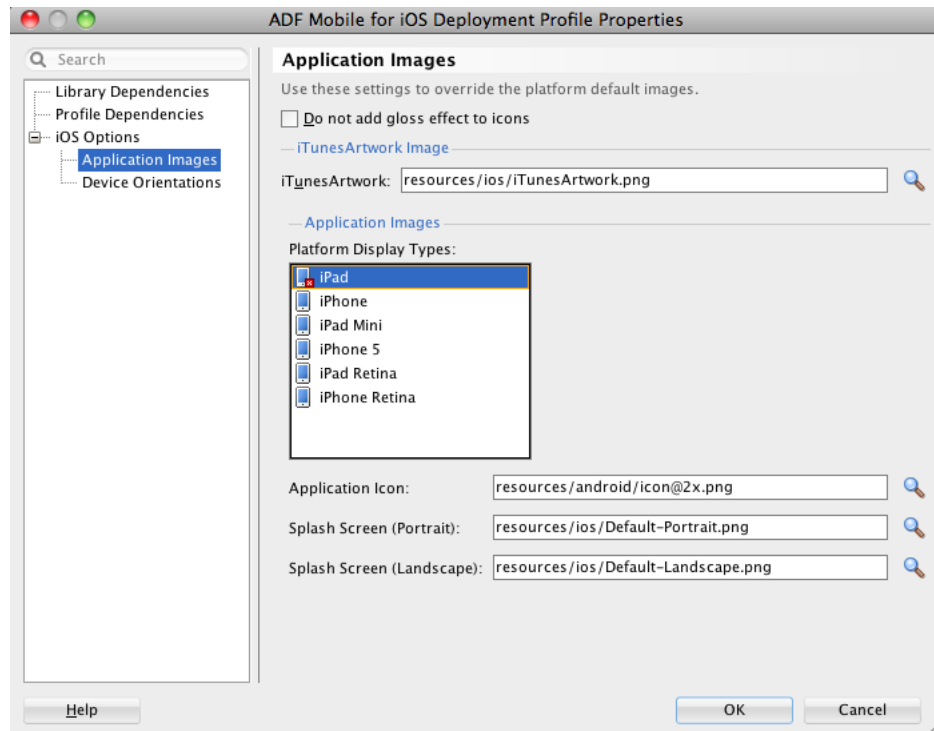 ADF Mobile for iOS Deployment Profile Properties
Search
Library Dependencies
Profile Dependencies
iOS Options
Application Images
Device Orientations
Application Images
Use these settings to override the platform default images.
Do not add gloss effect to icons
iTunesArtwork Image
iTunesArtwork: resources/ios/iTunesArtwork.png
Application Images
Platform Display Types:
iPad
iPhone
iPad Mini
iPhone 5
iPad Retina
iPhone Retina
Application Icon: resources/android/icon@2x.png
Splash Screen (Portrait): resources/ios/Default-Portrait.png
Splash Screen (Landscape): resources/ios/Default-Landscape.png
Help OK Cancel